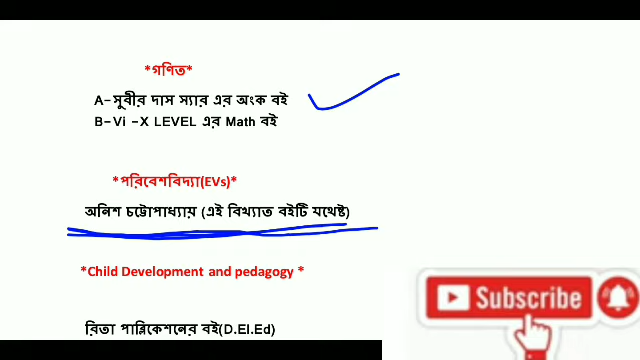 *গণিত*
A-সুবীর দাস স্যার এর অংক বই
B-Vi -X LEVEL এর Math বই
*পরিবেশবিদ্যা(EVs)*
অনিশ চট্টোপাধ্যায় (এই বিখ্যাত বইটি যথেষ্ট)
*Child Development and pedagogy *
Subscribe
রিতা পাব্লিকেশনের বই(D.El.Ed)